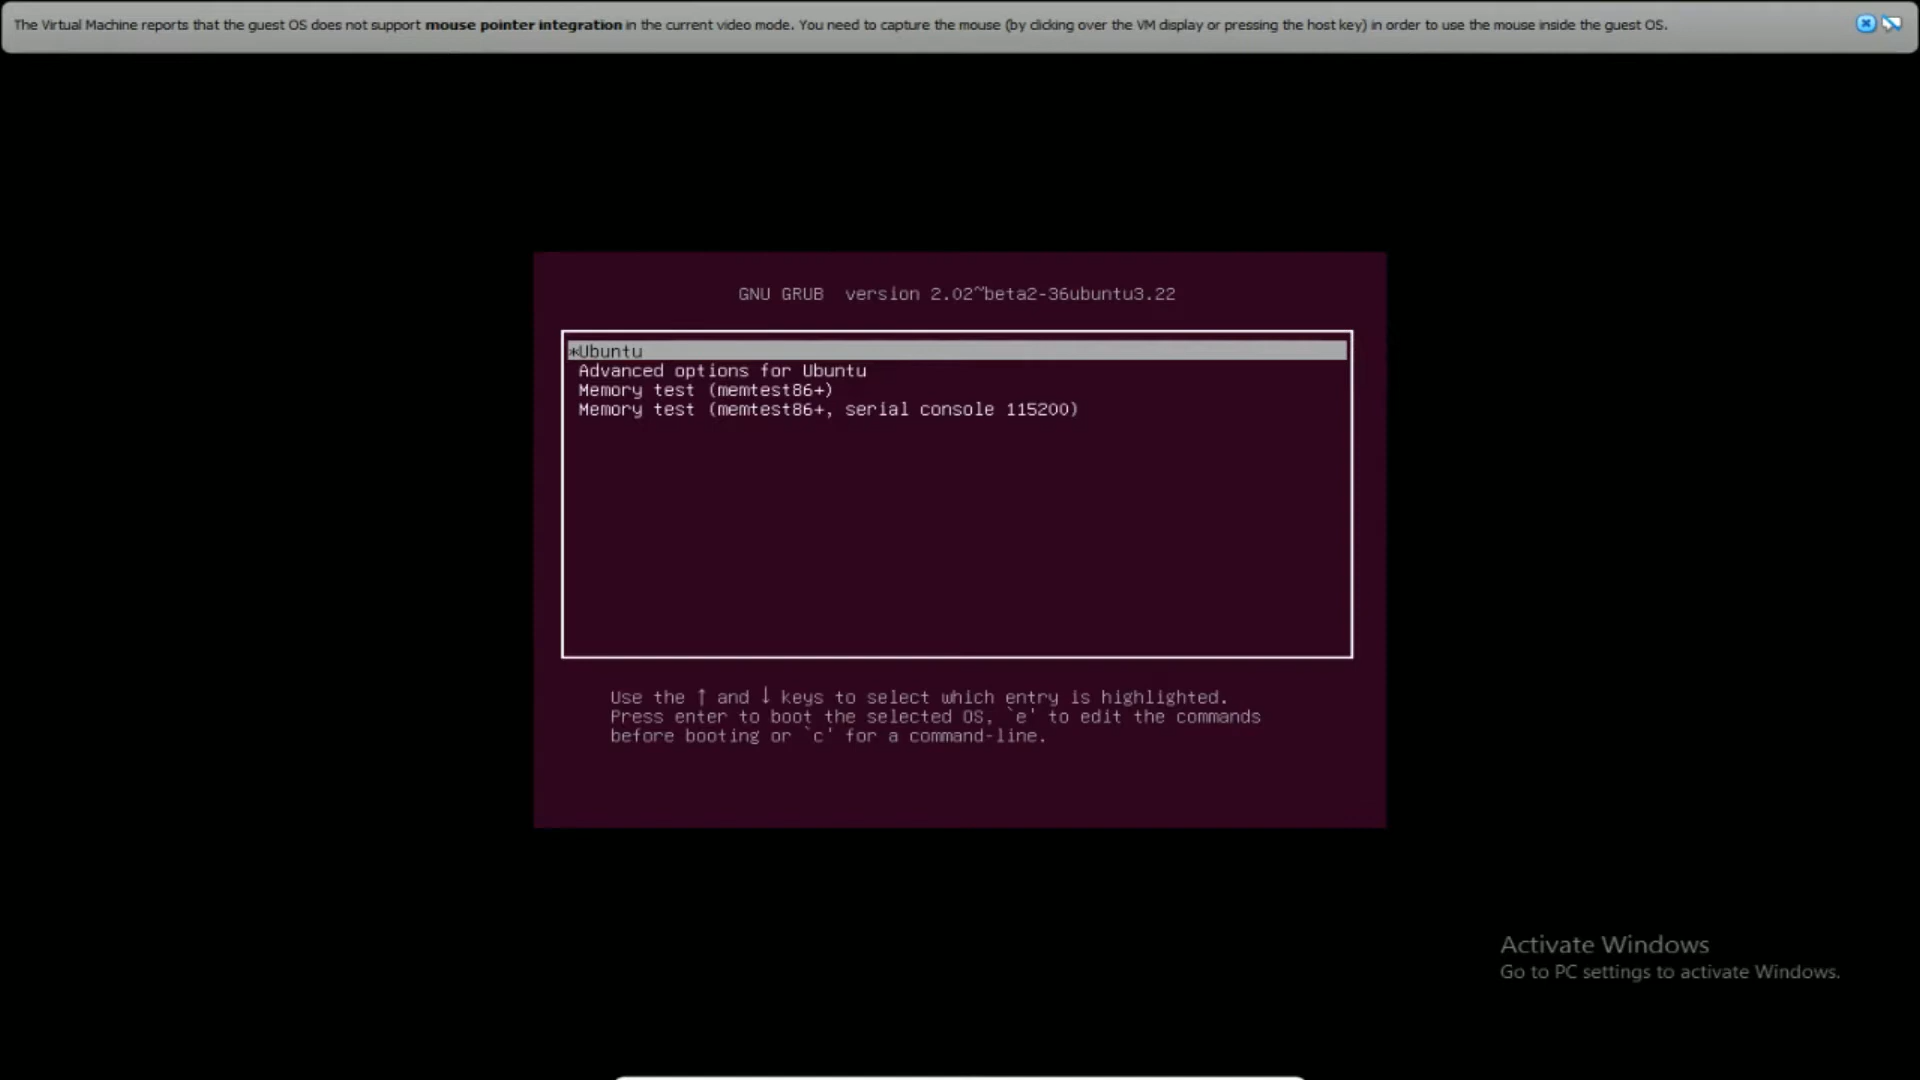 The Virtual Machine reports that the guest OS does not support mouse pointer integration in the current video mode. You need to capture the mouse (by clicking over the VM display or pressing the host key) in order to use the mouse inside the guest OS.
GNU GRUB  version 2.02~beta2-36ubuntu3.22
*Ubuntu
Advanced options for Ubuntu
Memory test (memtest86+)
Memory test (memtest86+, serial console 115200)
Use the ↑ and ↓ keys to select which entry is highlighted.
Press enter to boot the selected OS, `e' to edit the commands
before booting or `c' for a command-line.
Activate Windows
Go to PC settings to activate Windows.